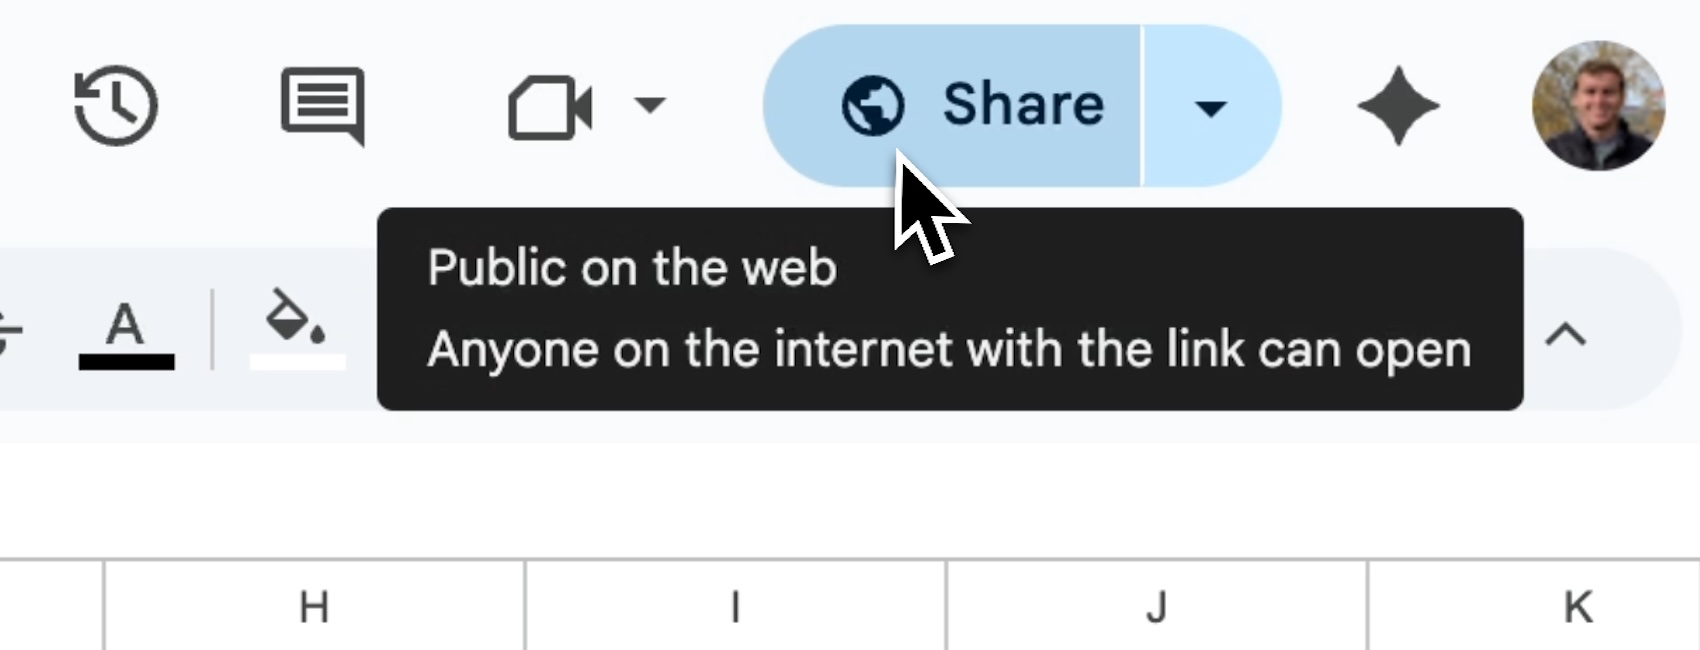 Share
A
Public on the web
Anyone on the internet with the link can open
H I J K